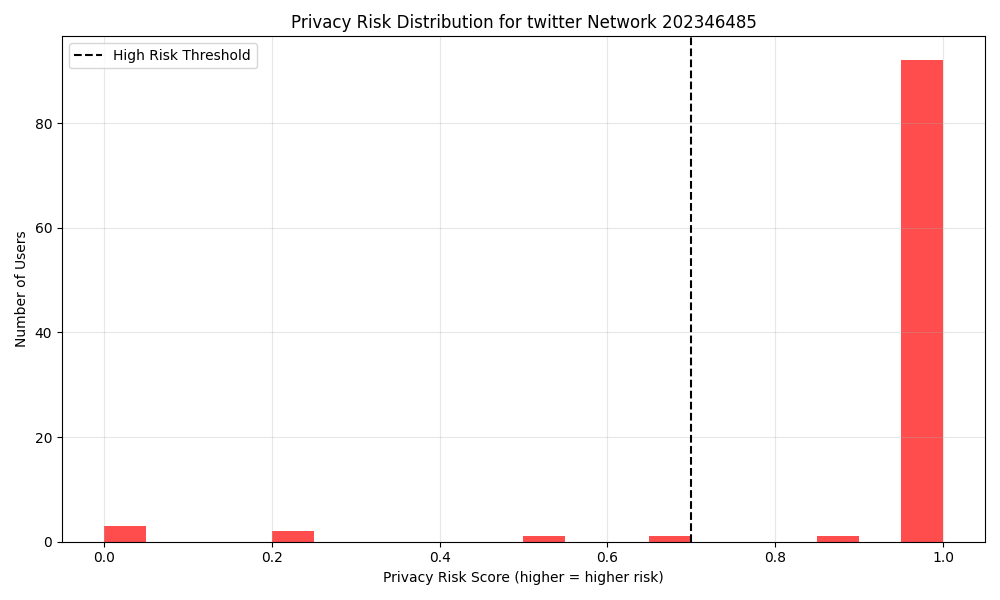 Privacy Risk Distribution for twitter Network 202346485
High Risk Threshold
Number of Users
80
60
40
20
0
0.0 0.2 0.4 0.6 0.8 1.0
Privacy Risk Score (higher = higher risk)